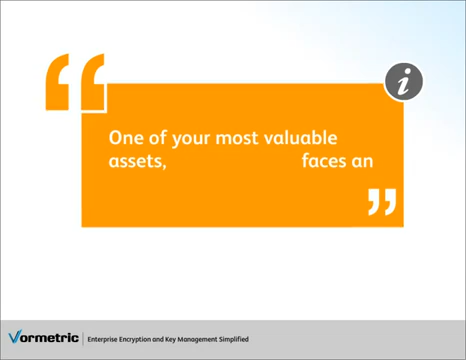 One of your most valuable
assets, faces an
Vormetric Enterprise Encryption and Key Management Simplified